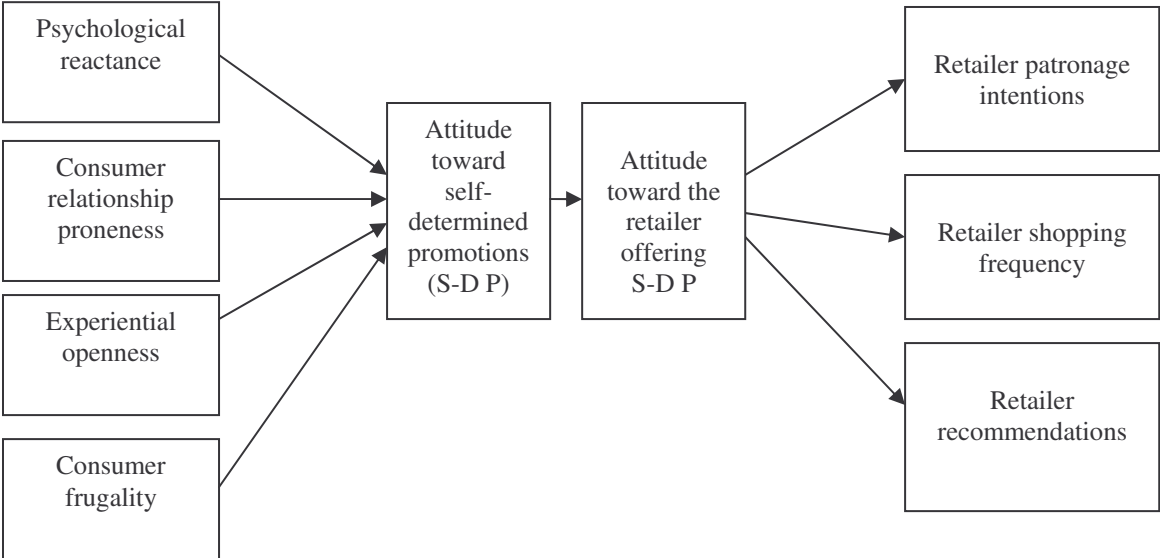 Psychological
reactance
Consumer
relationship
proneness
Experiential
openness
Consumer
frugality
Attitude
toward
self-
determined
promotions
(S-D P)
Attitude
toward the
retailer
offering
S-D P
Retailer patronage
intentions
Retailer shopping
frequency
Retailer
recommendations